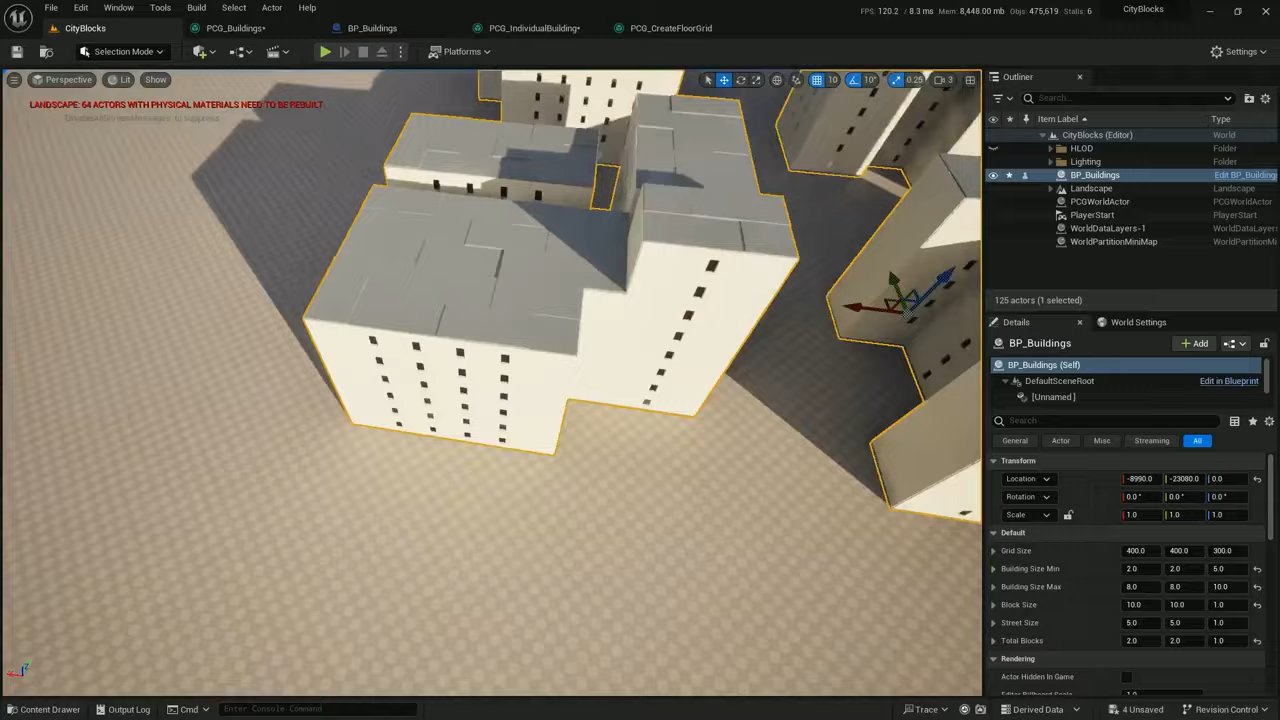 File Edit Window Tools Build Select Actor Help
FPS: 120.2 / 8.3 ms Mem: 8,448.00 mb Objs: 475,619 Stalls: 6
CityBlocks
CityBlocks
PCG_Buildings*
BP_Buildings
PCG_IndividualBuilding*
PCG_CreateFloorGrid
Selection Mode
Platforms
Settings
Perspective
Lit
Show
10
10°
0.25
3
LANDSCAPE: 64 ACTORS WITH PHYSICAL MATERIALS NEED TO BE REBUILT
Outliner
Search...
Item Label Type
CityBlocks (Editor) World
HLOD Folder
Lighting Folder
BP_Buildings Edit BP_Building
Landscape Landscape
PCGWorldActor PCGWorldActor
PlayerStart PlayerStart
WorldDataLayers-1 WorldDataLayer
WorldPartitionMiniMap WorldPartitionMi
125 actors (1 selected)
Details
World Settings
BP_Buildings
Add
BP_Buildings (Self)
DefaultSceneRoot Edit in Blueprint
[Unnamed ]
Search...
General Actor Misc Streaming All
Transform
Location -8990.0 -23080.0 0.0
Rotation 0.0 ° 0.0 ° 0.0 °
Scale 1.0 1.0 1.0
Default
Grid Size 400.0 400.0 300.0
Building Size Min 2.0 2.0 5.0
Building Size Max 8.0 8.0 10.0
Block Size 10.0 10.0 1.0
Street Size 5.0 5.0 1.0
Total Blocks 2.0 2.0 1.0
Rendering
Actor Hidden In Game
Editor Billboard Scale 1.0
Content Drawer
Output Log
Cmd
Enter Console Command
Trace
Derived Data
4 Unsaved
Revision Control